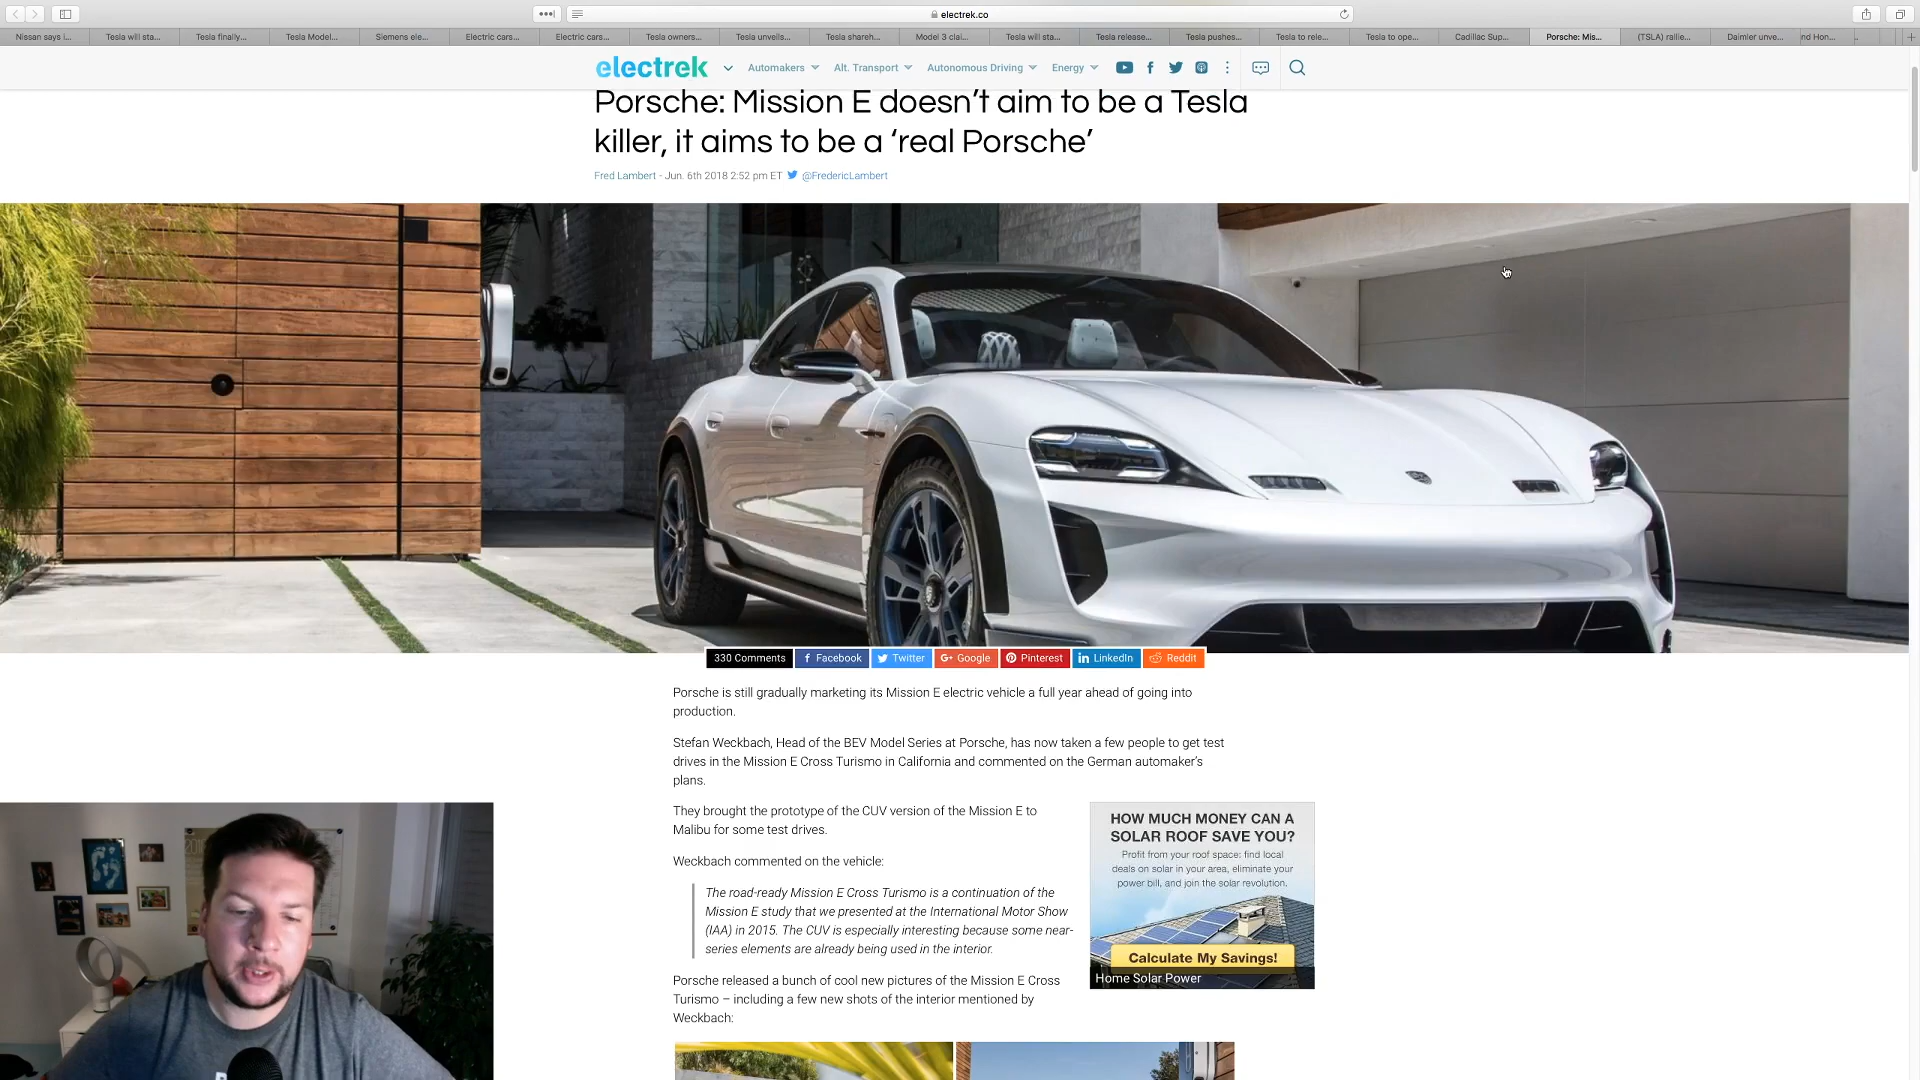 electrek.co
Nissan says i...
Tesla will sta...
Tesla finally...
Tesla Model...
Siemens ele...
Electric cars...
Electric cars...
Tesla owners...
Tesla unveils...
Tesla shareh...
Model 3 clai...
Tesla will sta...
Tesla release...
Tesla pushes...
Tesla to rele...
Tesla to ope...
Cadillac Sup...
Porsche: Mis...
(TSLA) rallie...
Daimler unve...
nd Hon...
electrek
Automakers
Alt. Transport
Autonomous Driving
Energy
Porsche: Mission E doesn’t aim to be a Tesla
killer, it aims to be a ‘real Porsche’
Fred Lambert - Jun. 6th 2018 2:52 pm ET @FredericLambert
330 Comments
Facebook
Twitter
Google
Pinterest
LinkedIn
Reddit
Porsche is still gradually marketing its Mission E electric vehicle a full year ahead of going into
production.
Stefan Weckbach, Head of the BEV Model Series at Porsche, has now taken a few people to get test
drives in the Mission E Cross Turismo in California and commented on the German automaker’s
plans.
They brought the prototype of the CUV version of the Mission E to
Malibu for some test drives.
Weckbach commented on the vehicle:
The road-ready Mission E Cross Turismo is a continuation of the
Mission E study that we presented at the International Motor Show
(IAA) in 2015. The CUV is especially interesting because some near-
series elements are already being used in the interior.
Porsche released a bunch of cool new pictures of the Mission E Cross
Turismo – including a few new shots of the interior mentioned by
Weckbach:
HOW MUCH MONEY CAN A
SOLAR ROOF SAVE YOU?
Profit from your roof space: find local
deals on solar in your area, eliminate your
power bill, and join the solar revolution.
Calculate My Savings!
Home Solar Power